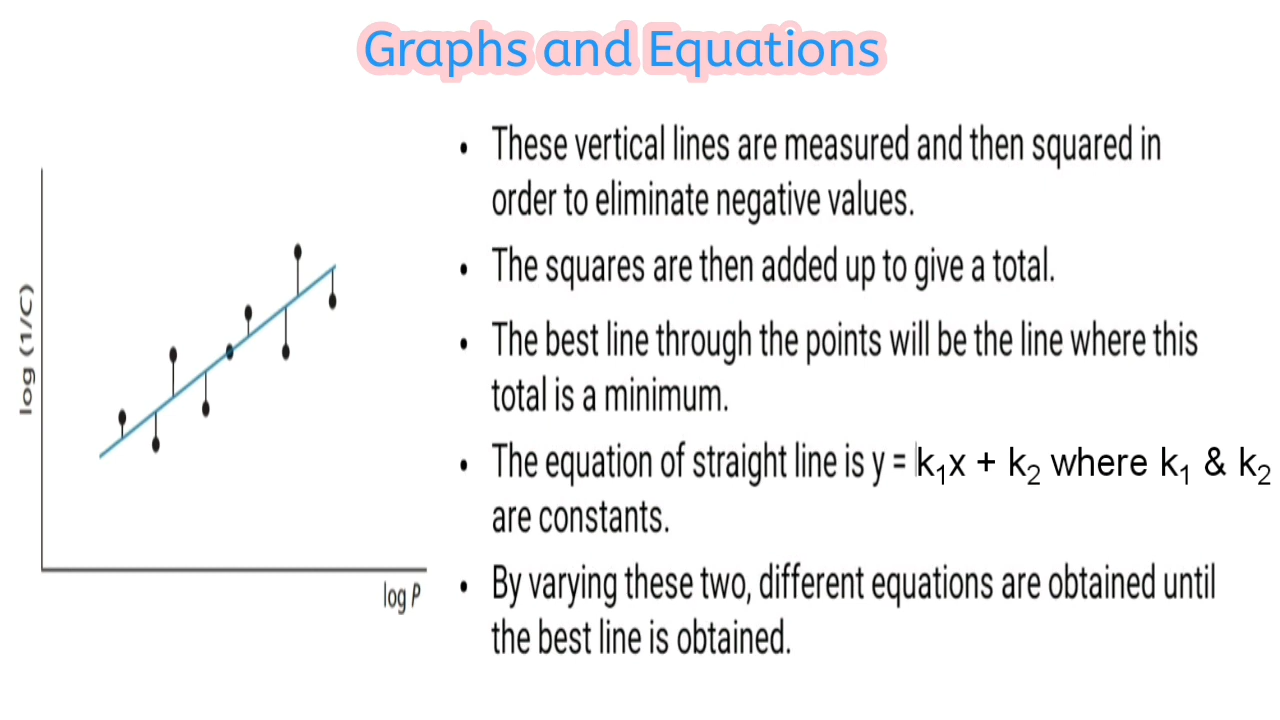 Graphs and Equations
• These vertical lines are measured and then squared in
order to eliminate negative values.
• The squares are then added up to give a total.
• The best line through the points will be the line where this
total is a minimum.
• The equation of straight line is y = k₁x + k₂ where k₁ & k₂
are constants.
• By varying these two, different equations are obtained until
the best line is obtained.
log (1/C)
log P